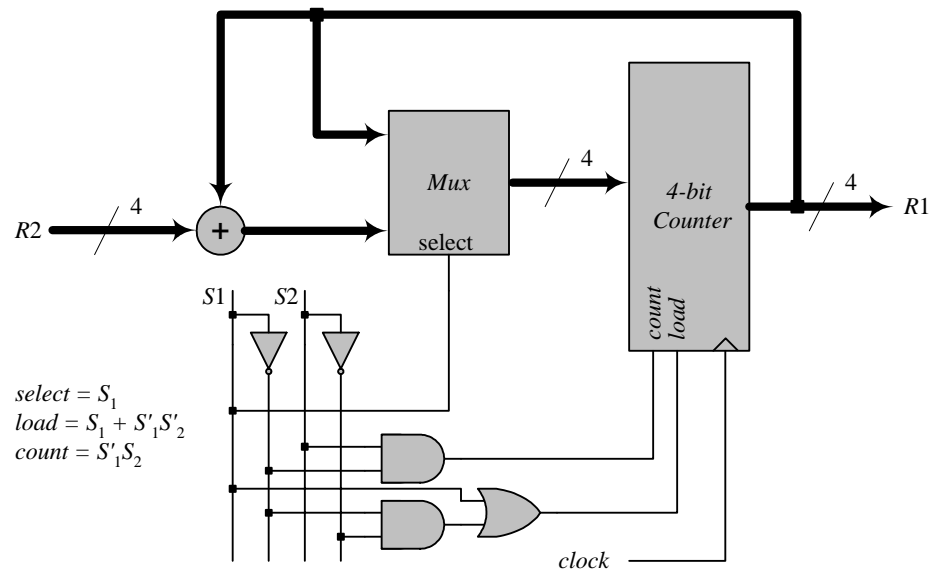 4
Mux
4
4-bit
Counter
4
R1
R2
4
+
select
S1
S2
count
load
select = S₁
load = S₁ + S'₁S'₂
count = S'₁S₂
clock